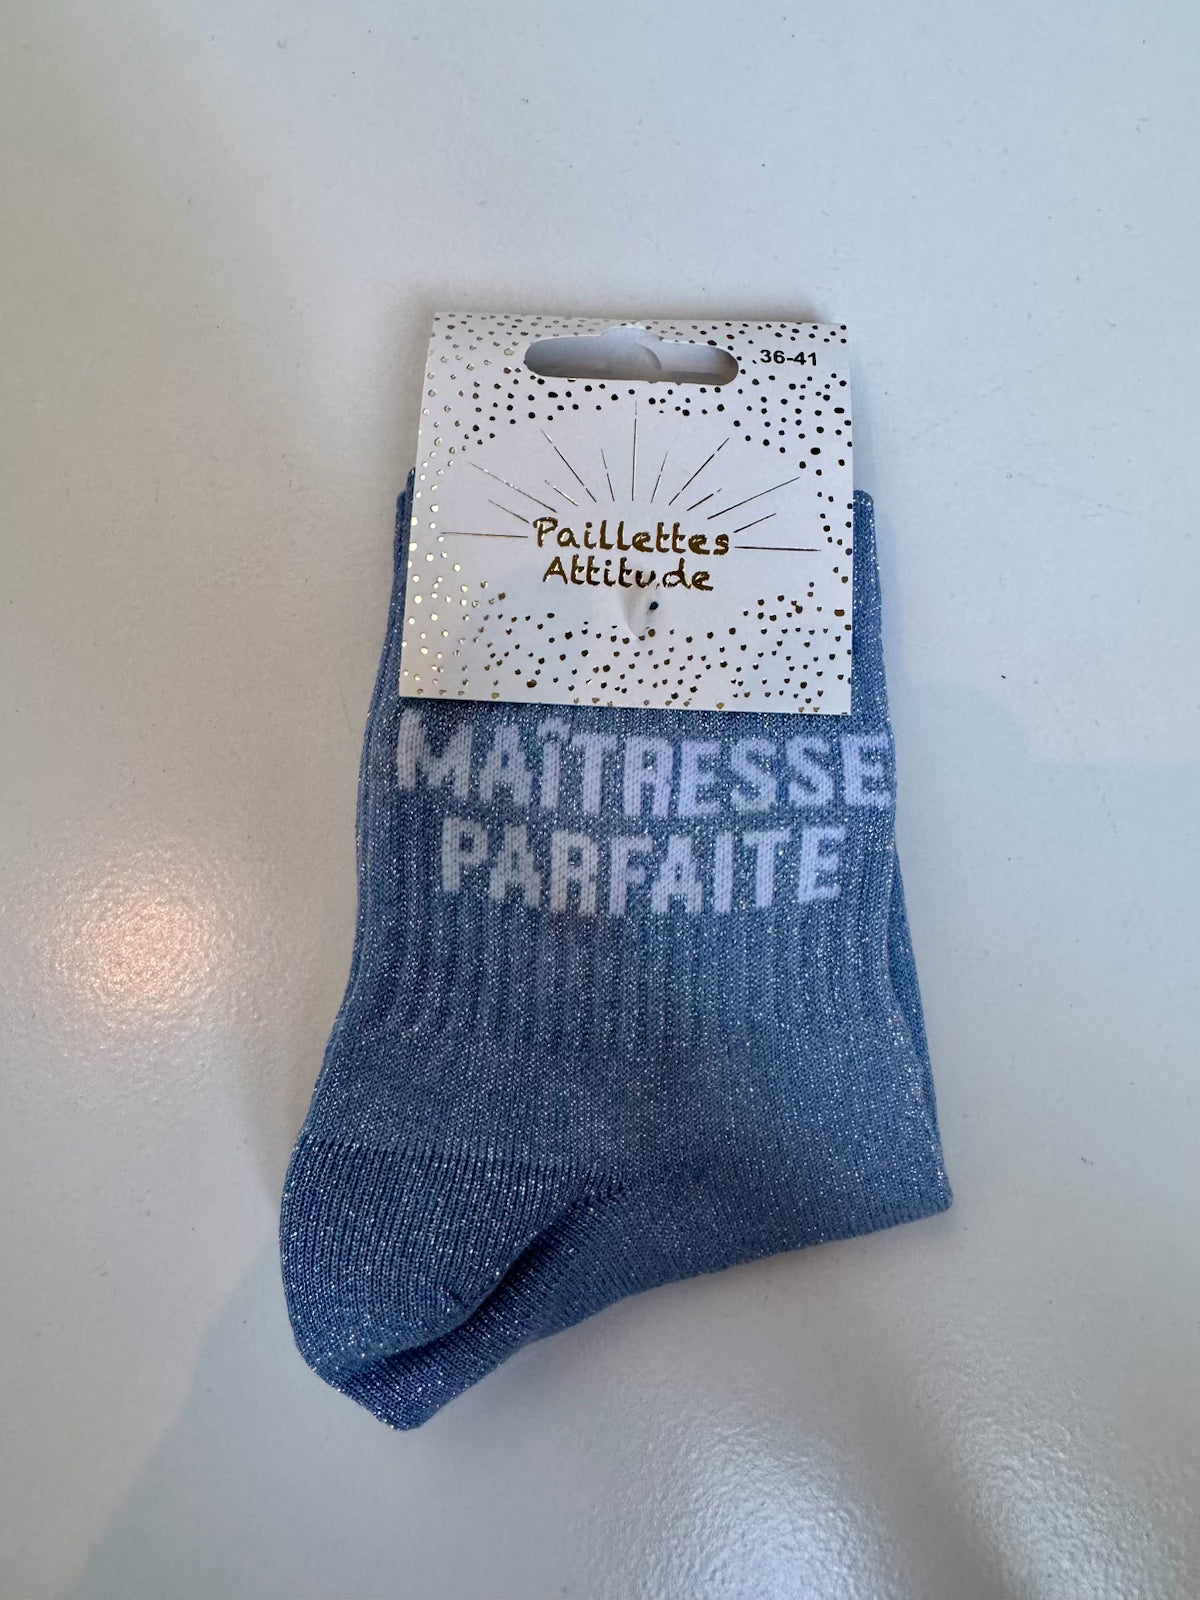 36-41
Paillettes
Attitude
MAÎTRESSE
PARFAITE